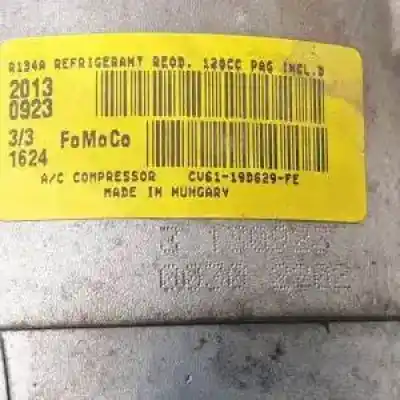 R134A REFRIGERANT REQD. 120CC PAG INCL.D
2013
0923
3/3 FoMoCo
1624
A/C COMPRESSOR CV61-19D629-FE
MADE IN HUNGARY